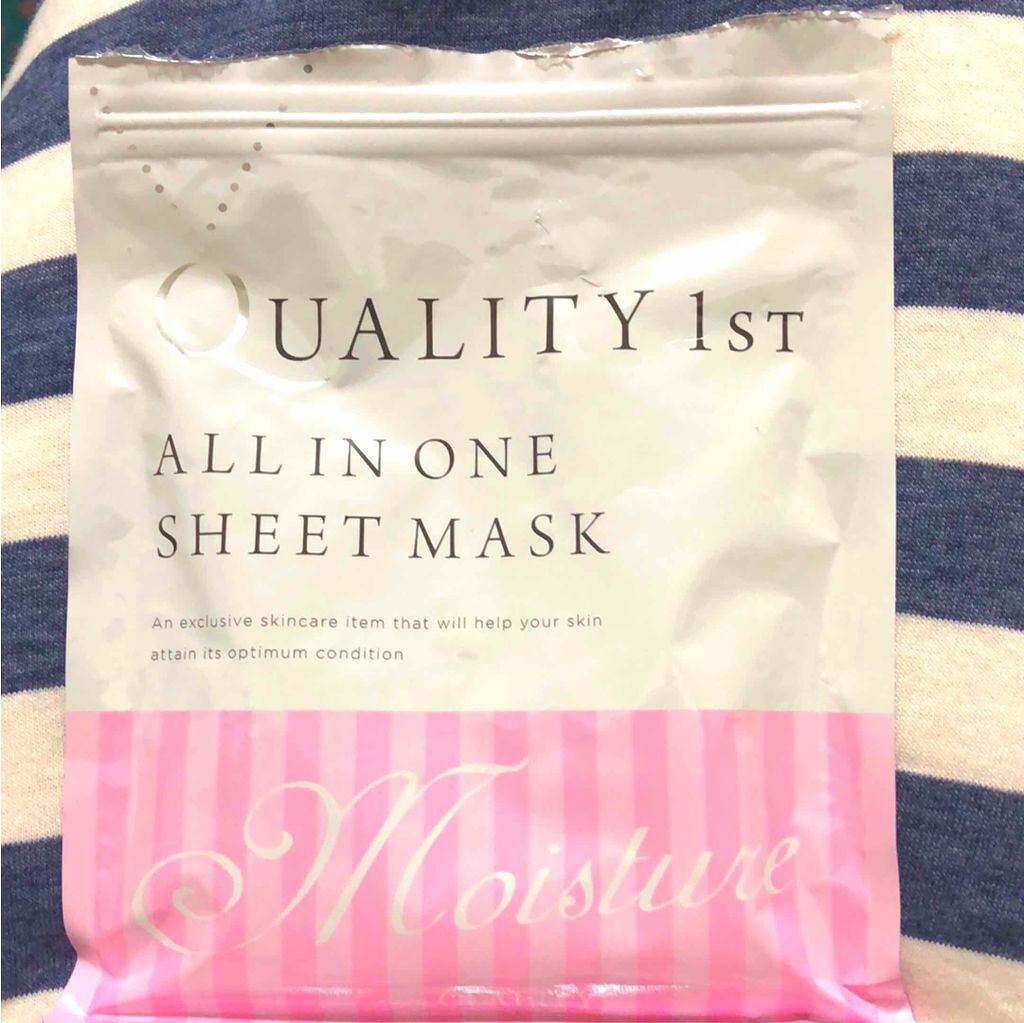 QUALITY 1ST
ALL IN ONE
SHEET MASK
An exclusive skincare item that will help your skin
attain its optimum condition
Moisture